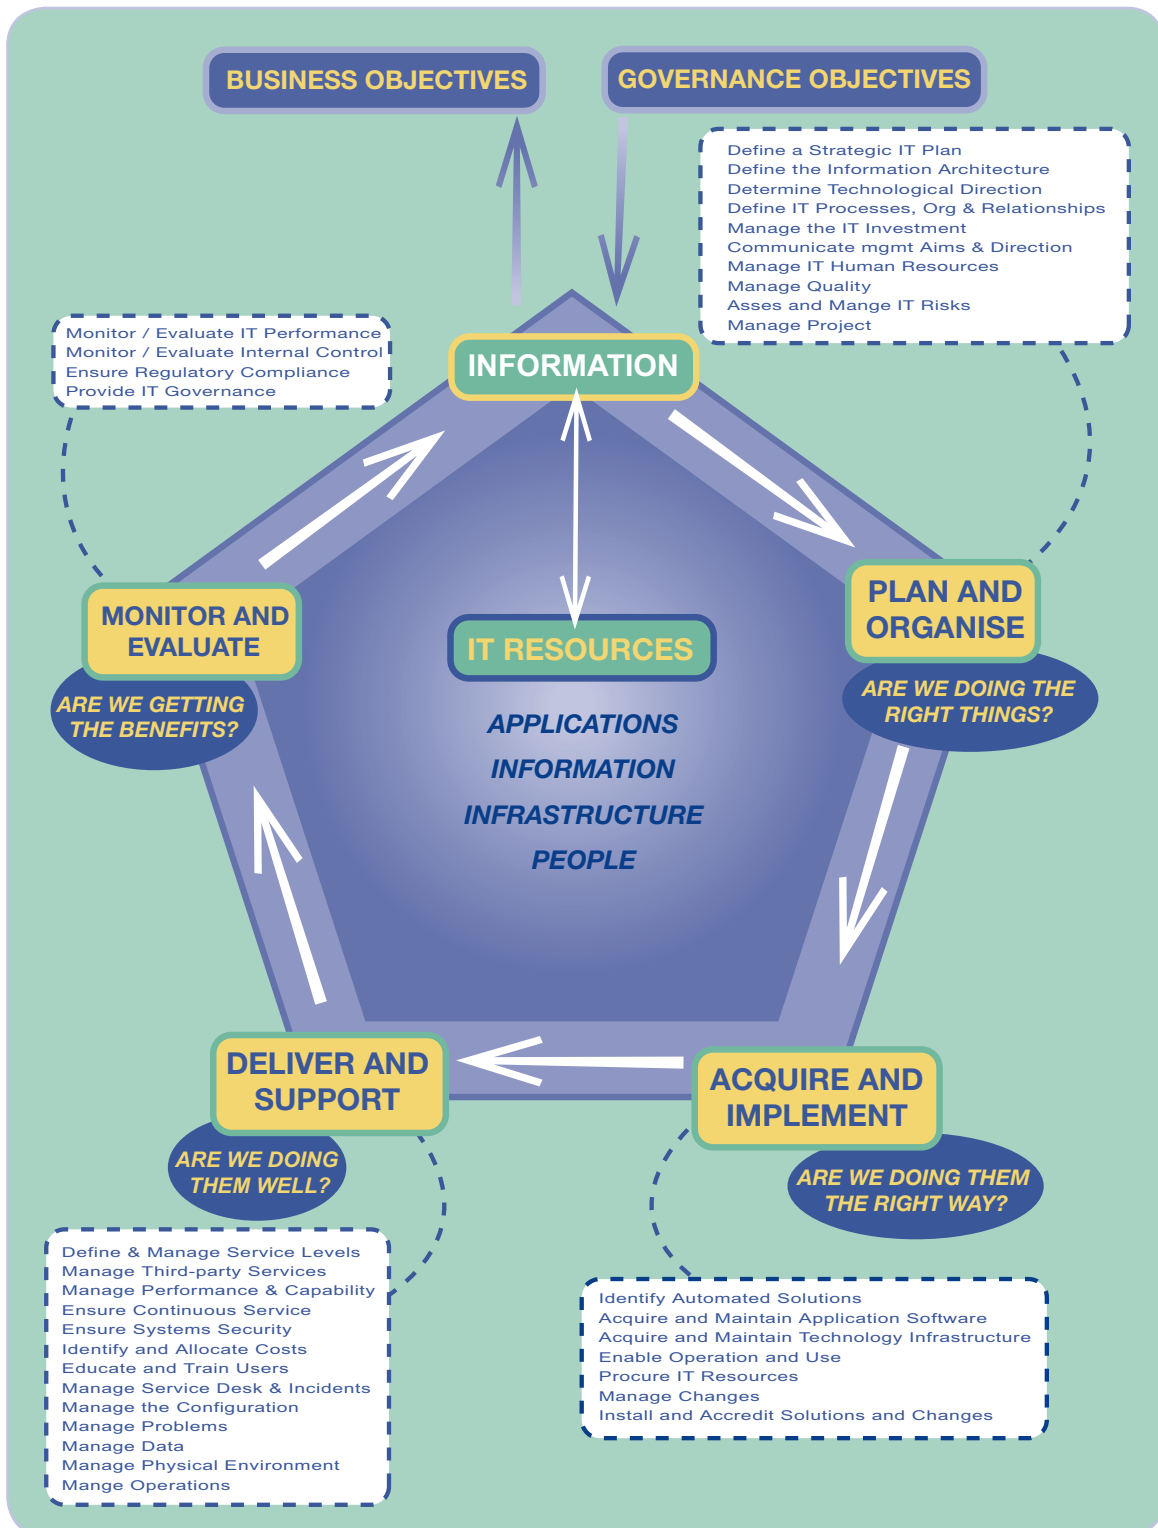 BUSINESS OBJECTIVES
GOVERNANCE OBJECTIVES
Define a Strategic IT Plan
Define the Information Architecture
Determine Technological Direction
Define IT Processes, Org & Relationships
Manage the IT Investment
Communicate mgmt Aims & Direction
Manage IT Human Resources
Manage Quality
Asses and Mange IT Risks
Manage Project
Monitor / Evaluate IT Performance
Monitor / Evaluate Internal Control
Ensure Regulatory Compliance
Provide IT Governance
INFORMATION
MONITOR AND
EVALUATE
ARE WE GETTING
THE BENEFITS?
IT RESOURCES
APPLICATIONS
INFORMATION
INFRASTRUCTURE
PEOPLE
PLAN AND
ORGANISE
ARE WE DOING THE
RIGHT THINGS?
DELIVER AND
SUPPORT
ARE WE DOING
THEM WELL?
ACQUIRE AND
IMPLEMENT
ARE WE DOING THEM
THE RIGHT WAY?
Define & Manage Service Levels
Manage Third-party Services
Manage Performance & Capability
Ensure Continuous Service
Ensure Systems Security
Identify and Allocate Costs
Educate and Train Users
Manage Service Desk & Incidents
Manage the Configuration
Manage Problems
Manage Data
Manage Physical Environment
Mange Operations
Identify Automated Solutions
Acquire and Maintain Application Software
Acquire and Maintain Technology Infrastructure
Enable Operation and Use
Procure IT Resources
Manage Changes
Install and Accredit Solutions and Changes